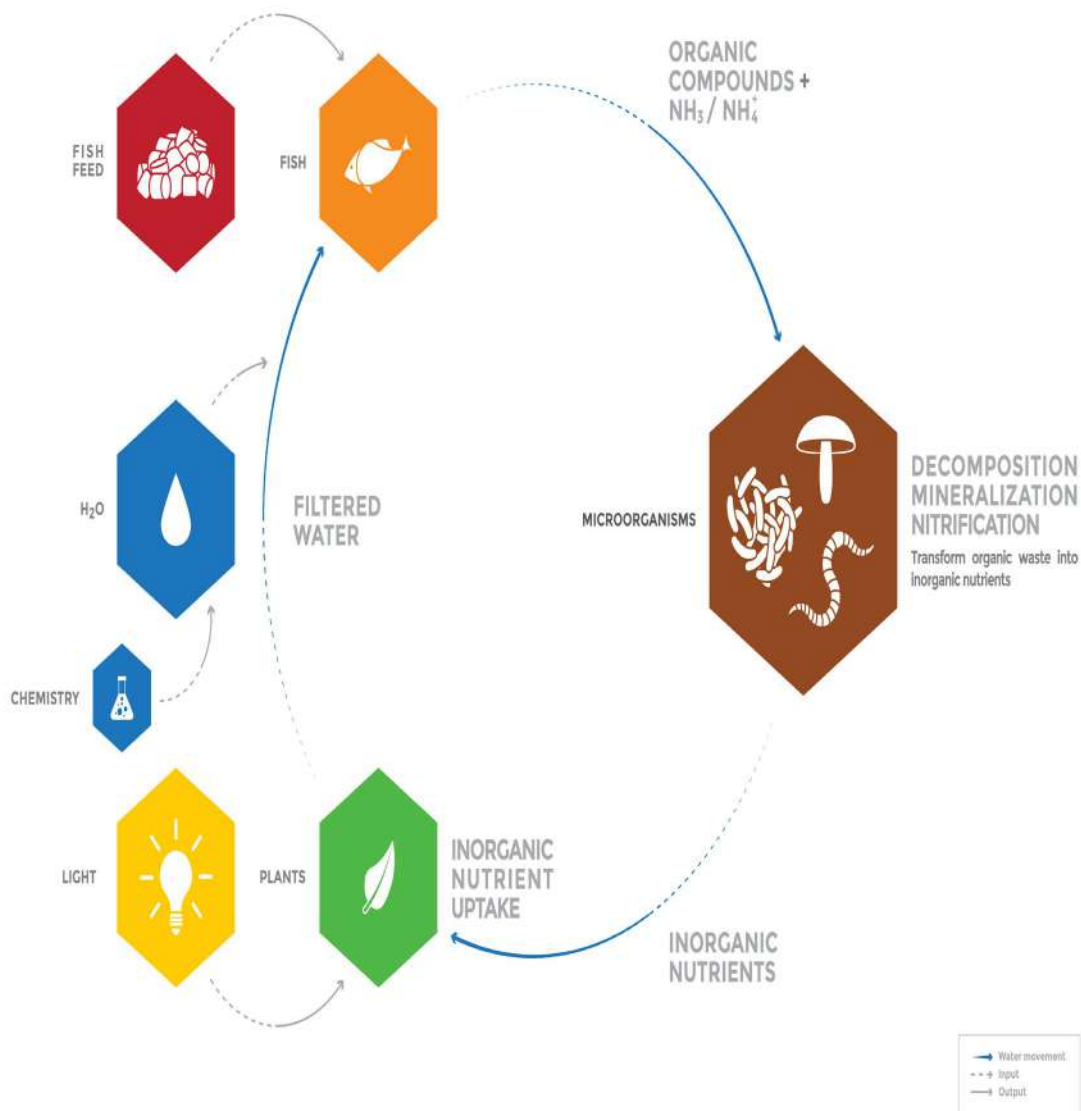 ORGANIC
COMPOUNDS +
NH₃ / NH₄⁺
FISH
FEED
FISH
H₂O
FILTERED
WATER
MICROORGANISMS
DECOMPOSITION
MINERALIZATION
NITRIFICATION
Transform organic waste into
inorganic nutrients
CHEMISTRY
LIGHT
PLANTS
INORGANIC
NUTRIENT
UPTAKE
INORGANIC
NUTRIENTS
Water movement
Input
Output